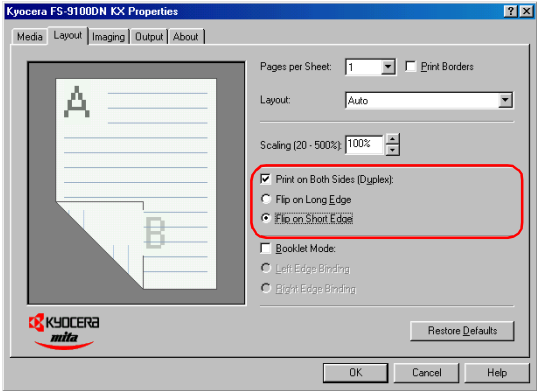 Kyocera FS-9100DN KX Properties
Media Layout Imaging Output About
Pages per Sheet: 1 Print Borders
A
Layout: Auto
Scaling (20 - 500%): 100%
Print on Both Sides (Duplex):
Flip on Long Edge
Flip on Short Edge
B
Booklet Mode:
Left Edge Binding
Right Edge Binding
KYOCERA
mita
Restore Defaults
OK Cancel Help